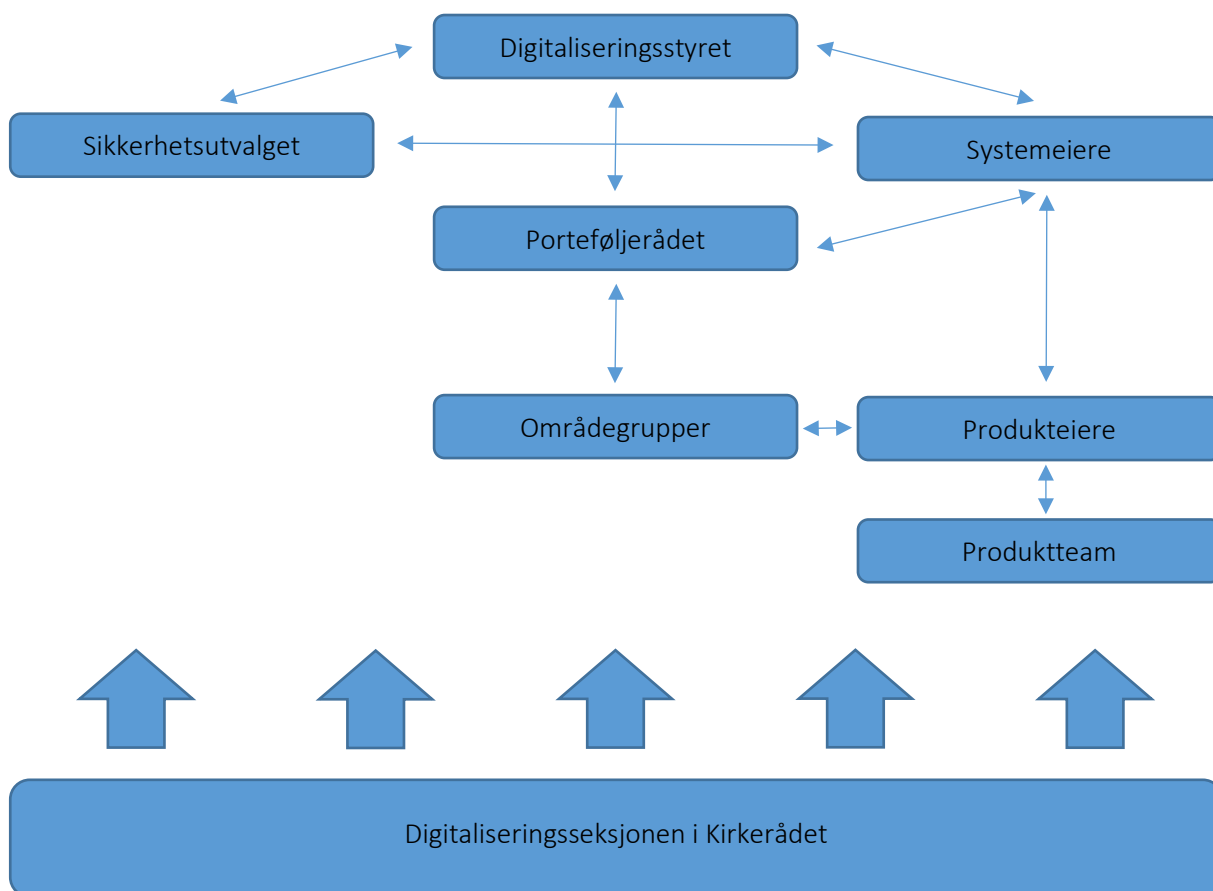 Digitaliseringsstyret
Sikkerhetsutvalget
Systemeiere
Porteføljerådet
Områdegrupper
Produkteiere
Produktteam
Digitaliseringsseksjonen i Kirkerådet